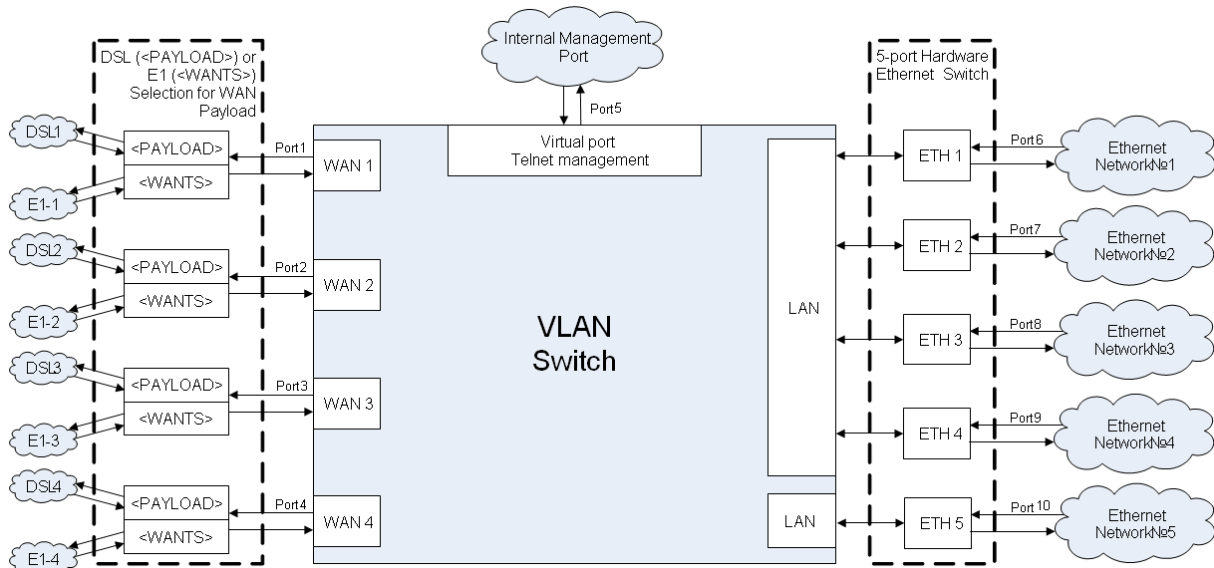 DSL (<PAYLOAD>) or
E1 (<WANTS>)
Selection for WAN
Payload
Internal Management
Port
5-port Hardware
Ethernet Switch
Port5
Virtual port
Telnet management
VLAN
Switch
DSL1
E1-1
<PAYLOAD>
<WANTS>
Port1
WAN 1
DSL2
E1-2
<PAYLOAD>
<WANTS>
Port2
WAN 2
DSL3
E1-3
<PAYLOAD>
<WANTS>
Port3
WAN 3
DSL4
E1-4
<PAYLOAD>
<WANTS>
Port4
WAN 4
LAN
LAN
ETH 1
Port6
Ethernet
Network№1
ETH 2
Port7
Ethernet
Network№2
ETH 3
Port8
Ethernet
Network№3
ETH 4
Port9
Ethernet
Network№4
ETH 5
Port10
Ethernet
Network№5